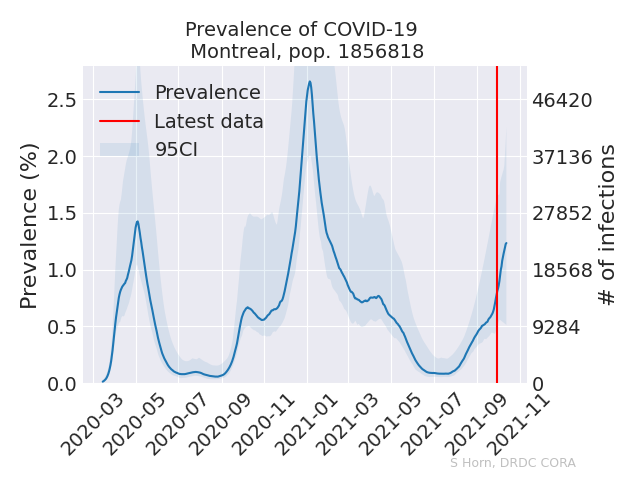 Prevalence of COVID-19
Montreal, pop. 1856818
Prevalence (%)
2.5
2.0
1.5
1.0
0.5
0.0
Prevalence
Latest data
95CI
46420
37136
27852
18568
9284
0
# of infections
2020-03
2020-05
2020-07
2020-09
2020-11
2021-01
2021-03
2021-05
2021-07
2021-09
2021-11
S Horn, DRDC CORA